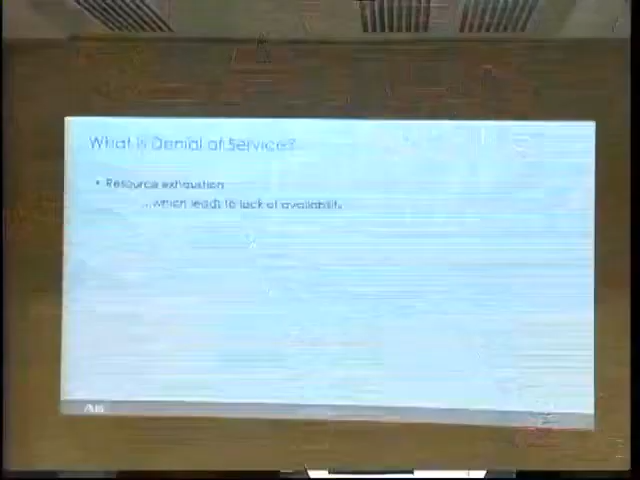 What is Denial of Service?
• Resource exhaustion
...which leads to lack of availability